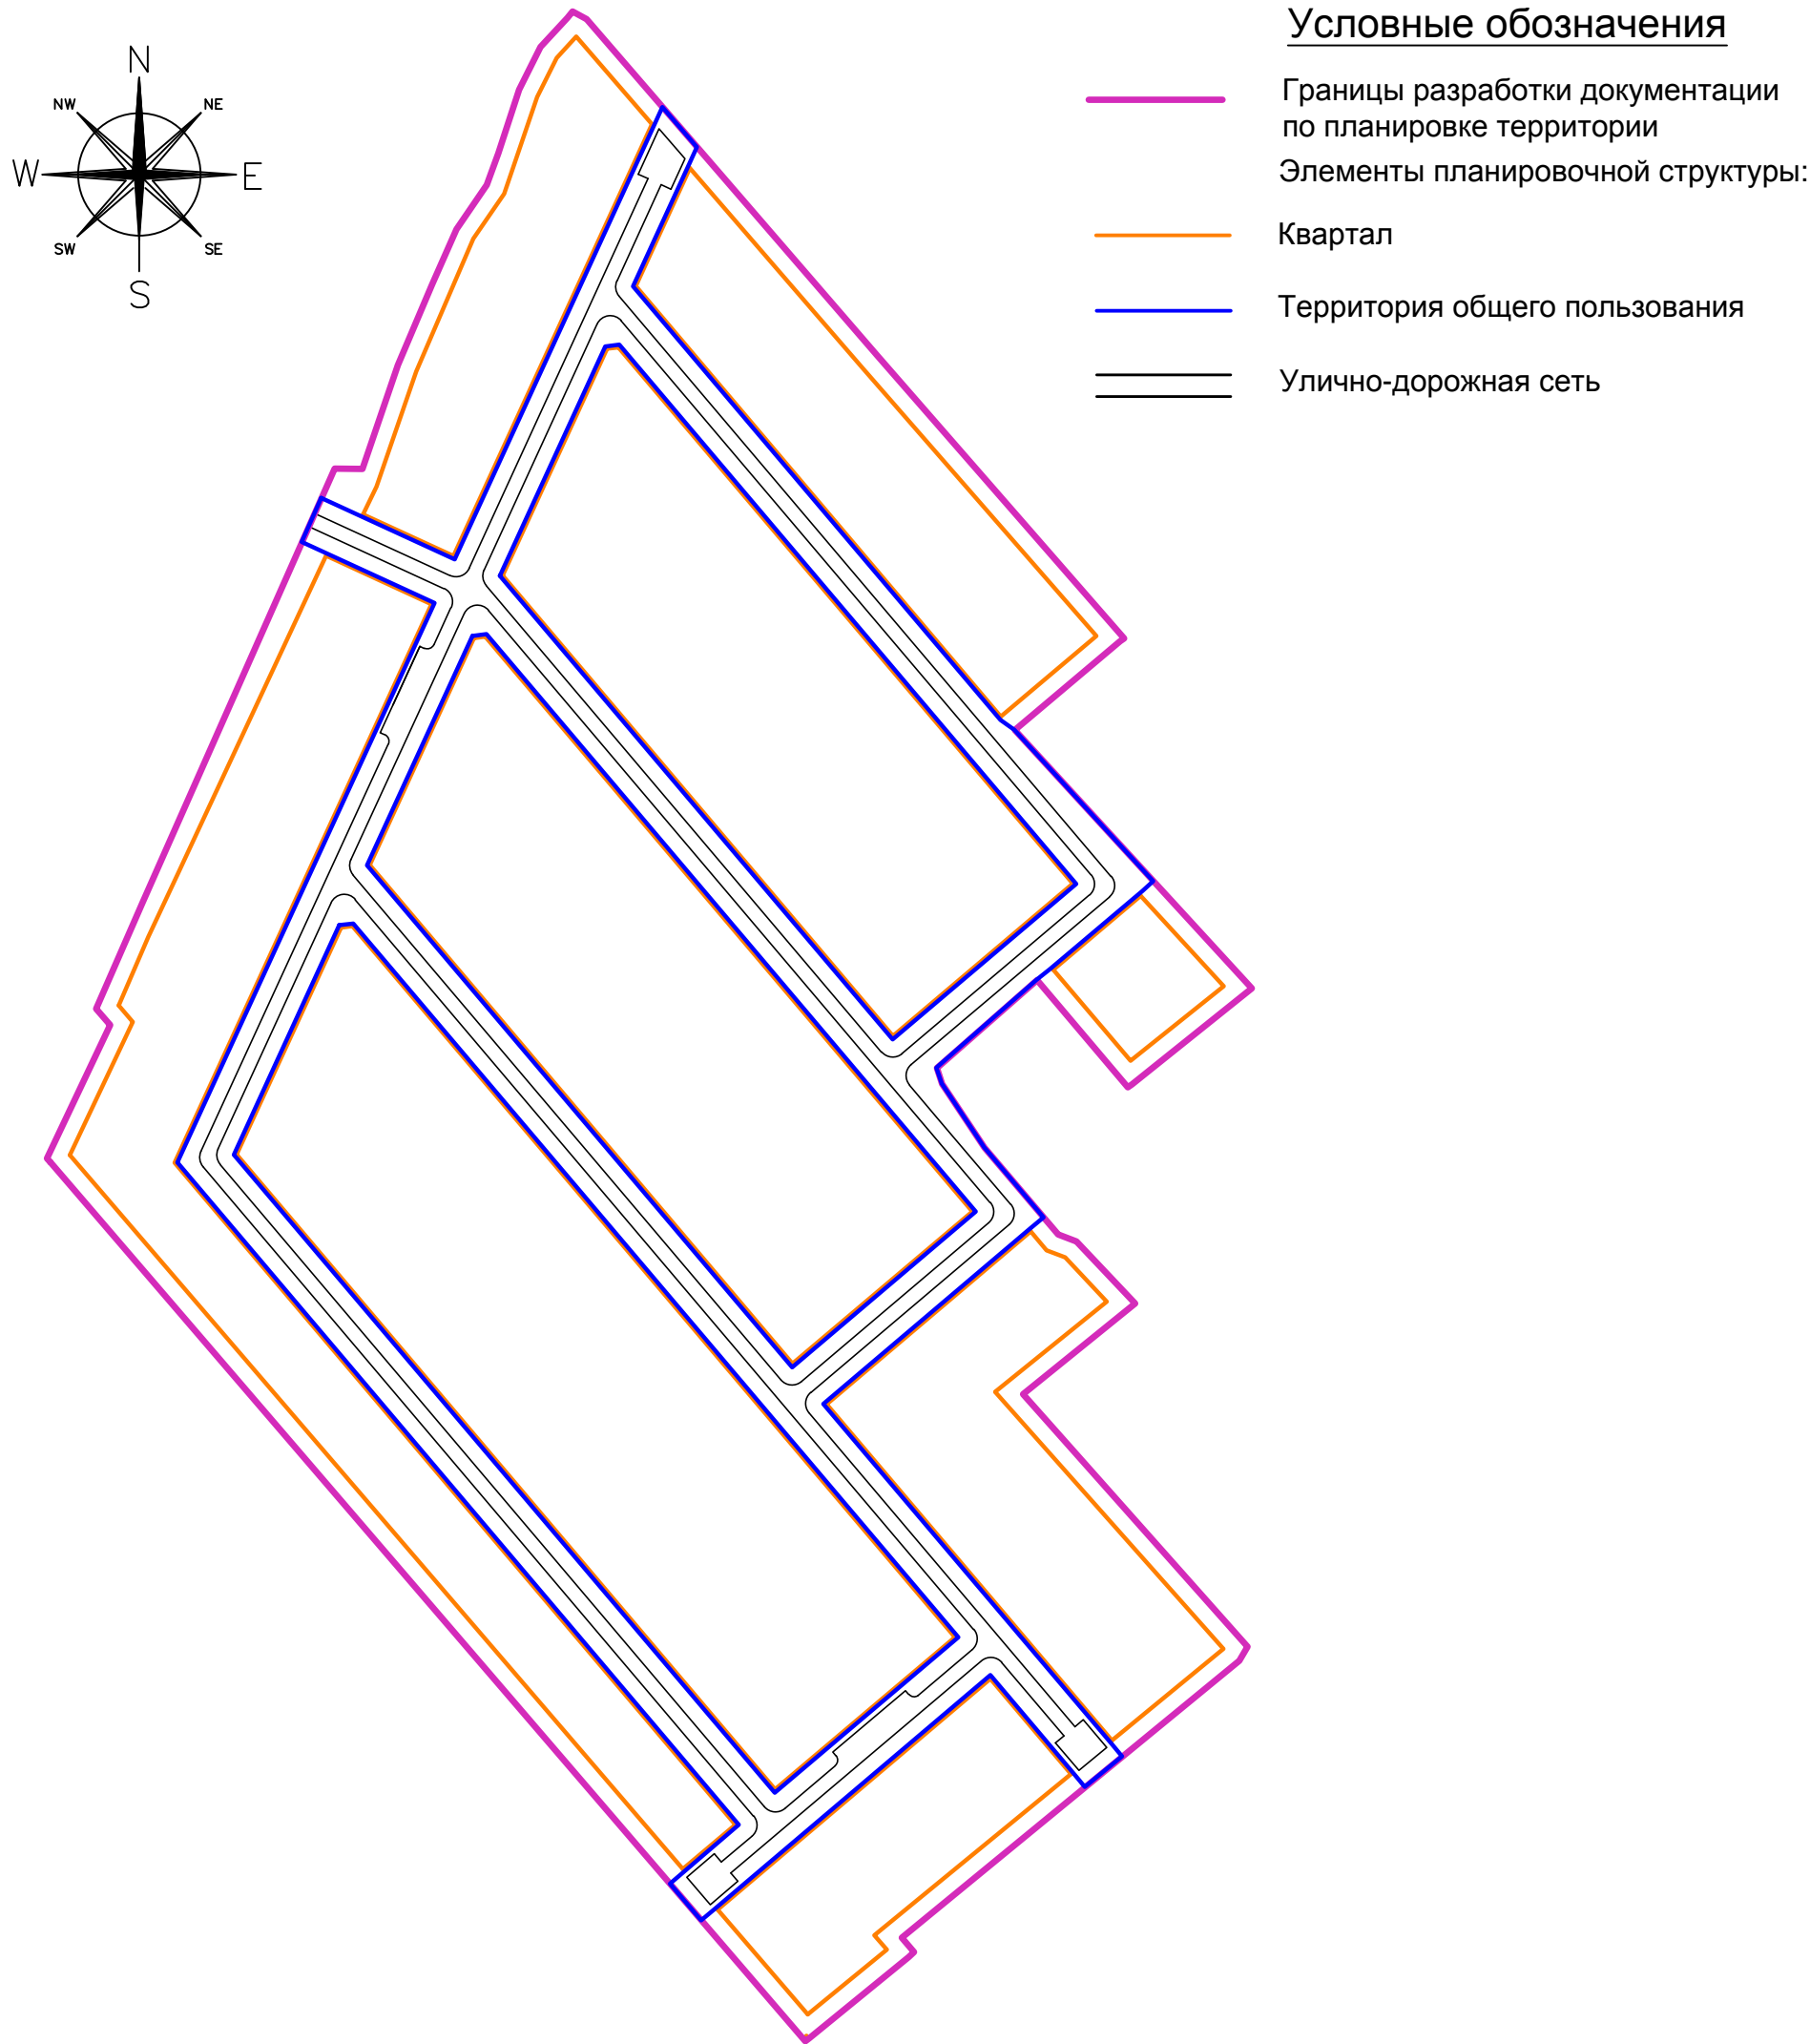 Условные обозначения
N
NW
NE
W
E
SW
SE
S
Границы разработки документации
по планировке территории
Элементы планировочной структуры:
Квартал
Территория общего пользования
Улично-дорожная сеть